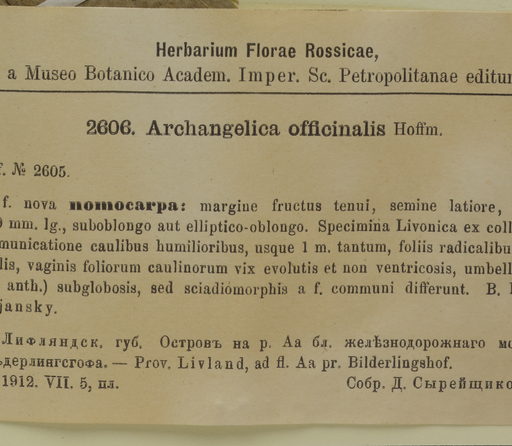 Herbarium Florae Rossicae,
a Museo Botanico Academ. Imper. Sc. Petropolitanae editum
2606. Archangelica officinalis Hoffm.
f. № 2605.
f. nova nomocarpa: margine fructus tenui, semine latiore,
mm. lg., suboblongo aut elliptico-oblongo. Specimina Livonica ex coll
municatione caulibus humilioribus, usque 1 m. tantum, foliis radicalibu
lis, vaginis foliorum caulinorum vix evolutis et non ventricosis, umbell
anth.) subglobosis, sed sciadiomorphis a f. communi differunt. B.
jansky.
Лифляндск. губ. Островъ на р. Аа бл. желѣзнодорожнаго мо
ьдерлингсгофа. — Prov. Livland, ad fl. Aa pr. Bilderlingshof.
1912. VII. 5, пл. Собр. Д. Сырейщико